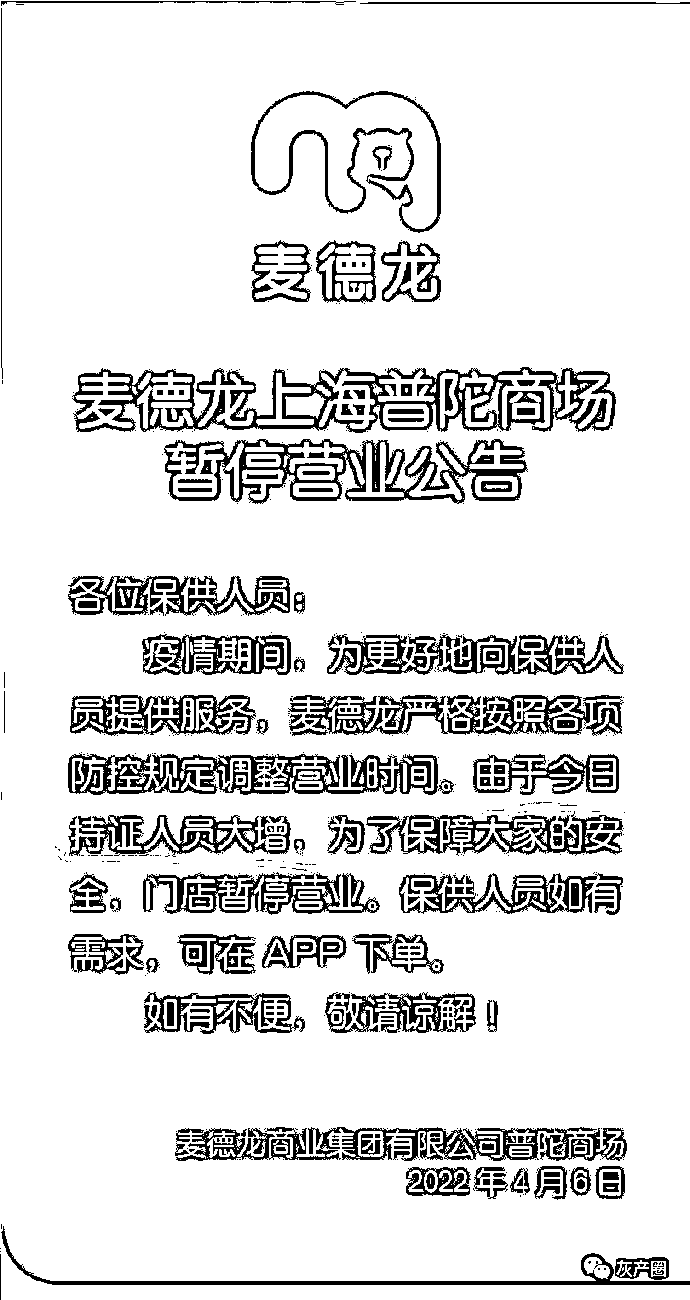 麦德龙
麦德龙上海普陀商场
暂停营业公告
各位保供人员：
疫情期间，为更好地向保供人
员提供服务，麦德龙严格按照各项
防控规定调整营业时间。由于今日
持证人员大增，为了保障大家的安
全，门店暂停营业。保供人员如有
需求，可在 APP 下单。
如有不便，敬请谅解！
麦德龙商业集团有限公司普陀商场
2022 年 4 月 6 日
灰产圈